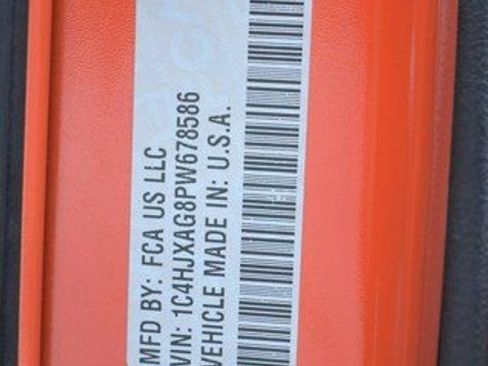 MFD BY: FCA US LLC
VIN: 1C4HJXAG8PW678586
VEHICLE MADE IN: U.S.A.